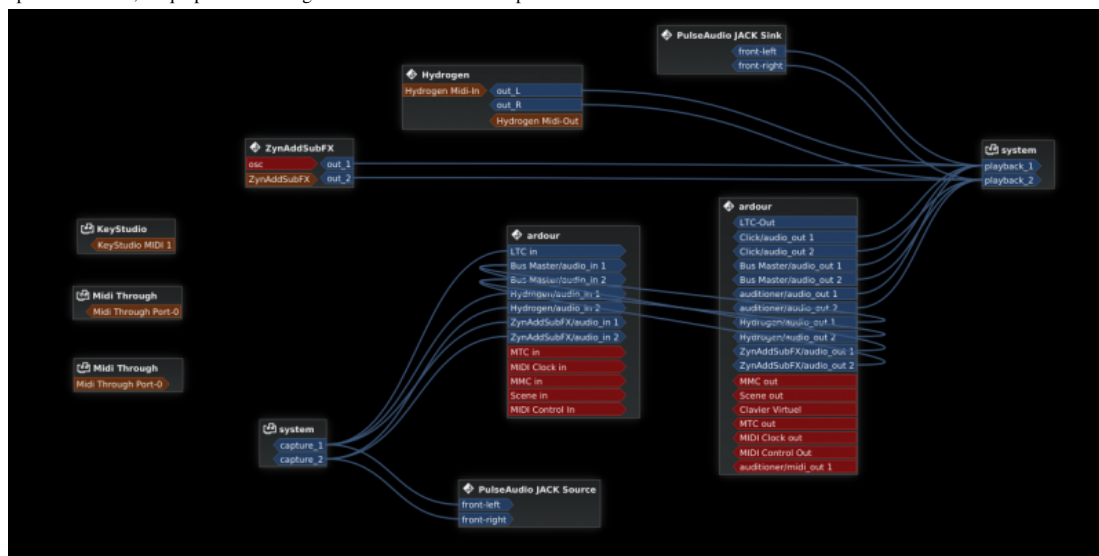 PulseAudio JACK Sink
front-left
front-right
Hydrogen
Hydrogen Midi-In
out_L
out_R
Hydrogen Midi-Out
ZynAddSubFX
osc
out_1
ZynAddSubFX
out_2
system
playback_1
playback_2
KeyStudio
KeyStudio MIDI 1
Midi Through
Midi Through Port-0
Midi Through
Midi Through Port-0
ardour
LTC in
Bus Master/audio_in 1
Bus Master/audio_in 2
Hydrogen/audio_in 1
Hydrogen/audio_in 2
ZynAddSubFX/audio_in 1
ZynAddSubFX/audio_in 2
MTC in
MIDI Clock in
MMC in
Scene in
MIDI Control In
ardour
LTC-Out
Click/audio_out 1
Click/audio_out 2
Bus Master/audio_out 1
Bus Master/audio_out 2
auditioner/audio_out 1
auditioner/audio_out 2
Hydrogen/audio_out 1
Hydrogen/audio_out 2
ZynAddSubFX/audio_out 1
ZynAddSubFX/audio_out 2
MMC out
Scene out
Clavier Virtuel
MTC out
MIDI Clock out
MIDI Control Out
auditioner/midi_out 1
system
capture_1
capture_2
PulseAudio JACK Source
front-left
front-right